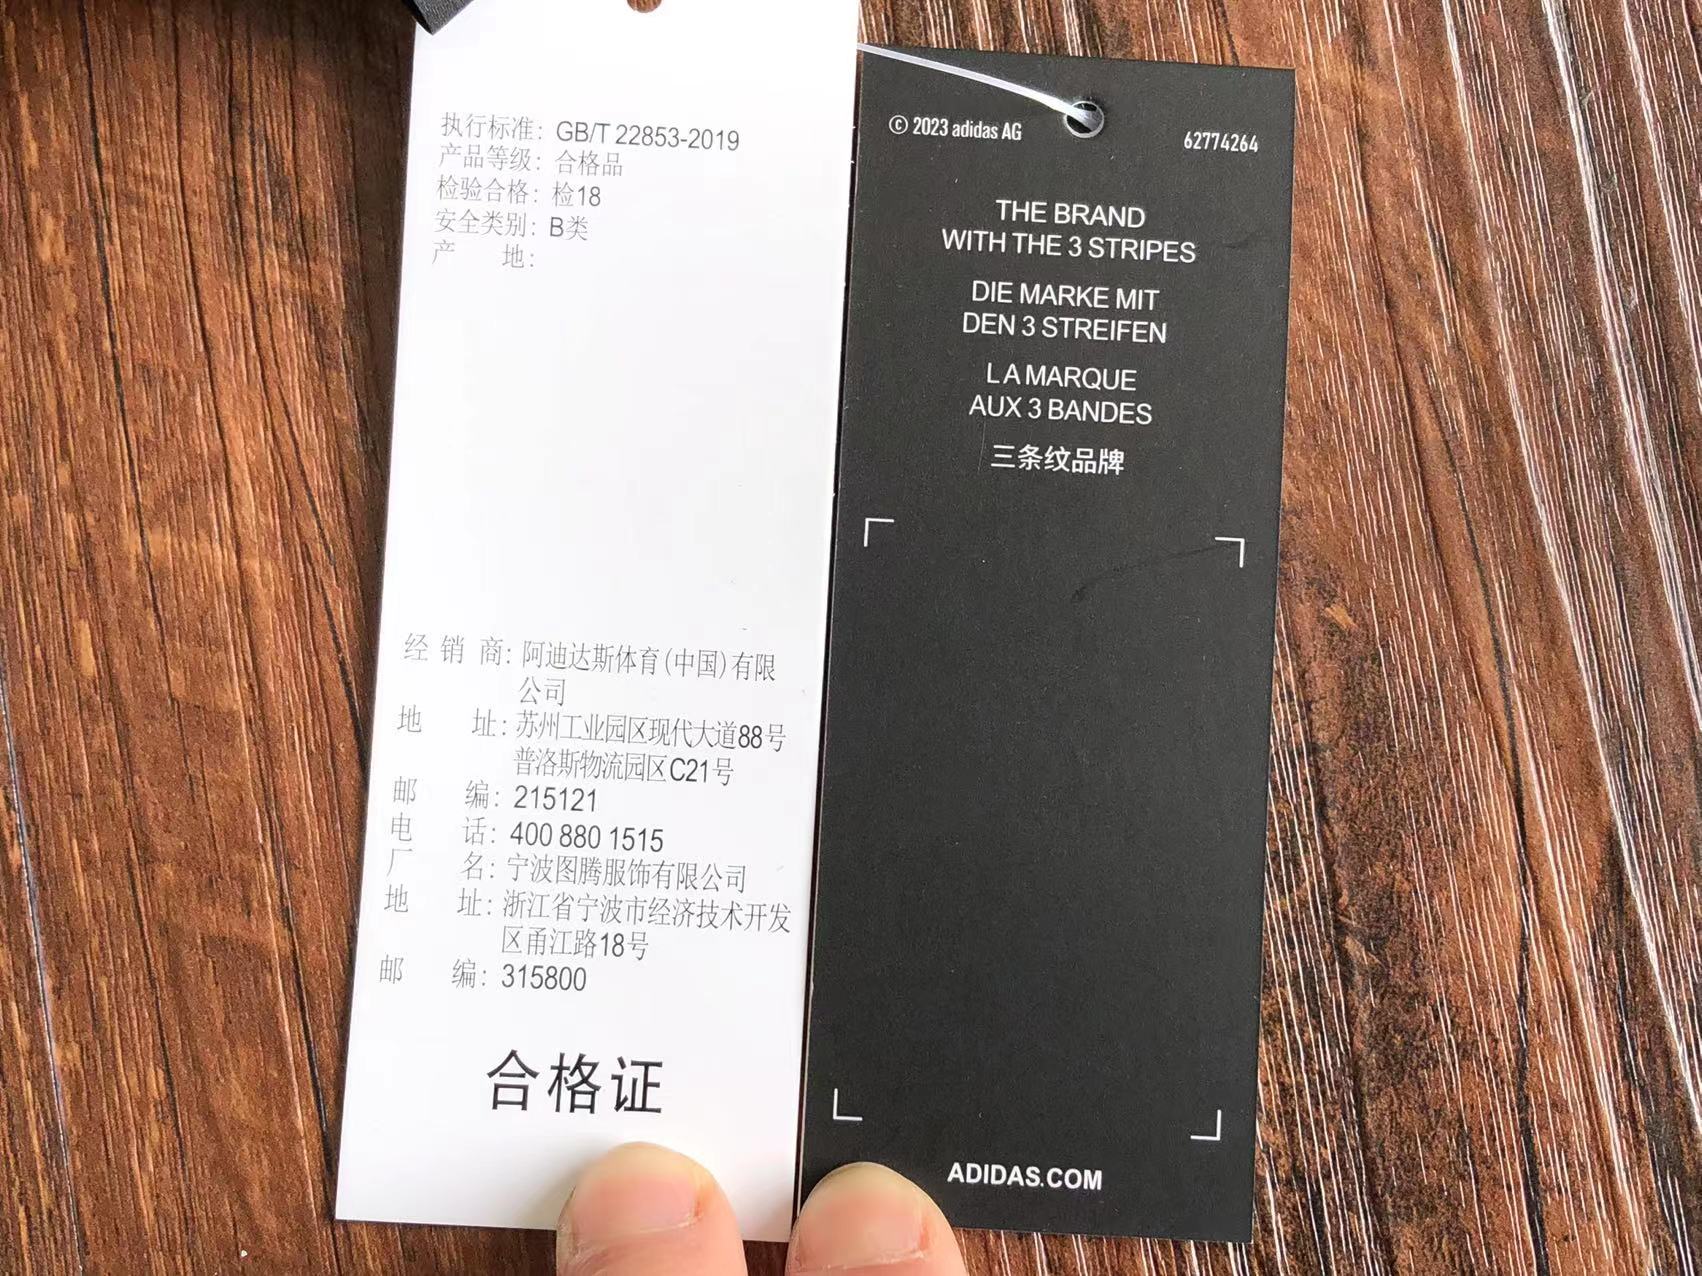 执行标准: GB/T 22853-2019
产品等级: 合格品
检验合格: 检18
安全类别: B类
产 地:
经 销 商: 阿迪达斯体育(中国)有限
公司
地 址: 苏州工业园区现代大道88号
普洛斯物流园区C21号
邮 编: 215121
电 话: 400 880 1515
厂 名: 宁波图腾服饰有限公司
地 址: 浙江省宁波市经济技术开发
区甬江路18号
邮 编: 315800
合格证
© 2023 adidas AG
62774264
THE BRAND
WITH THE 3 STRIPES
DIE MARKE MIT
DEN 3 STREIFEN
LA MARQUE
AUX 3 BANDES
三条纹品牌
ADIDAS.COM